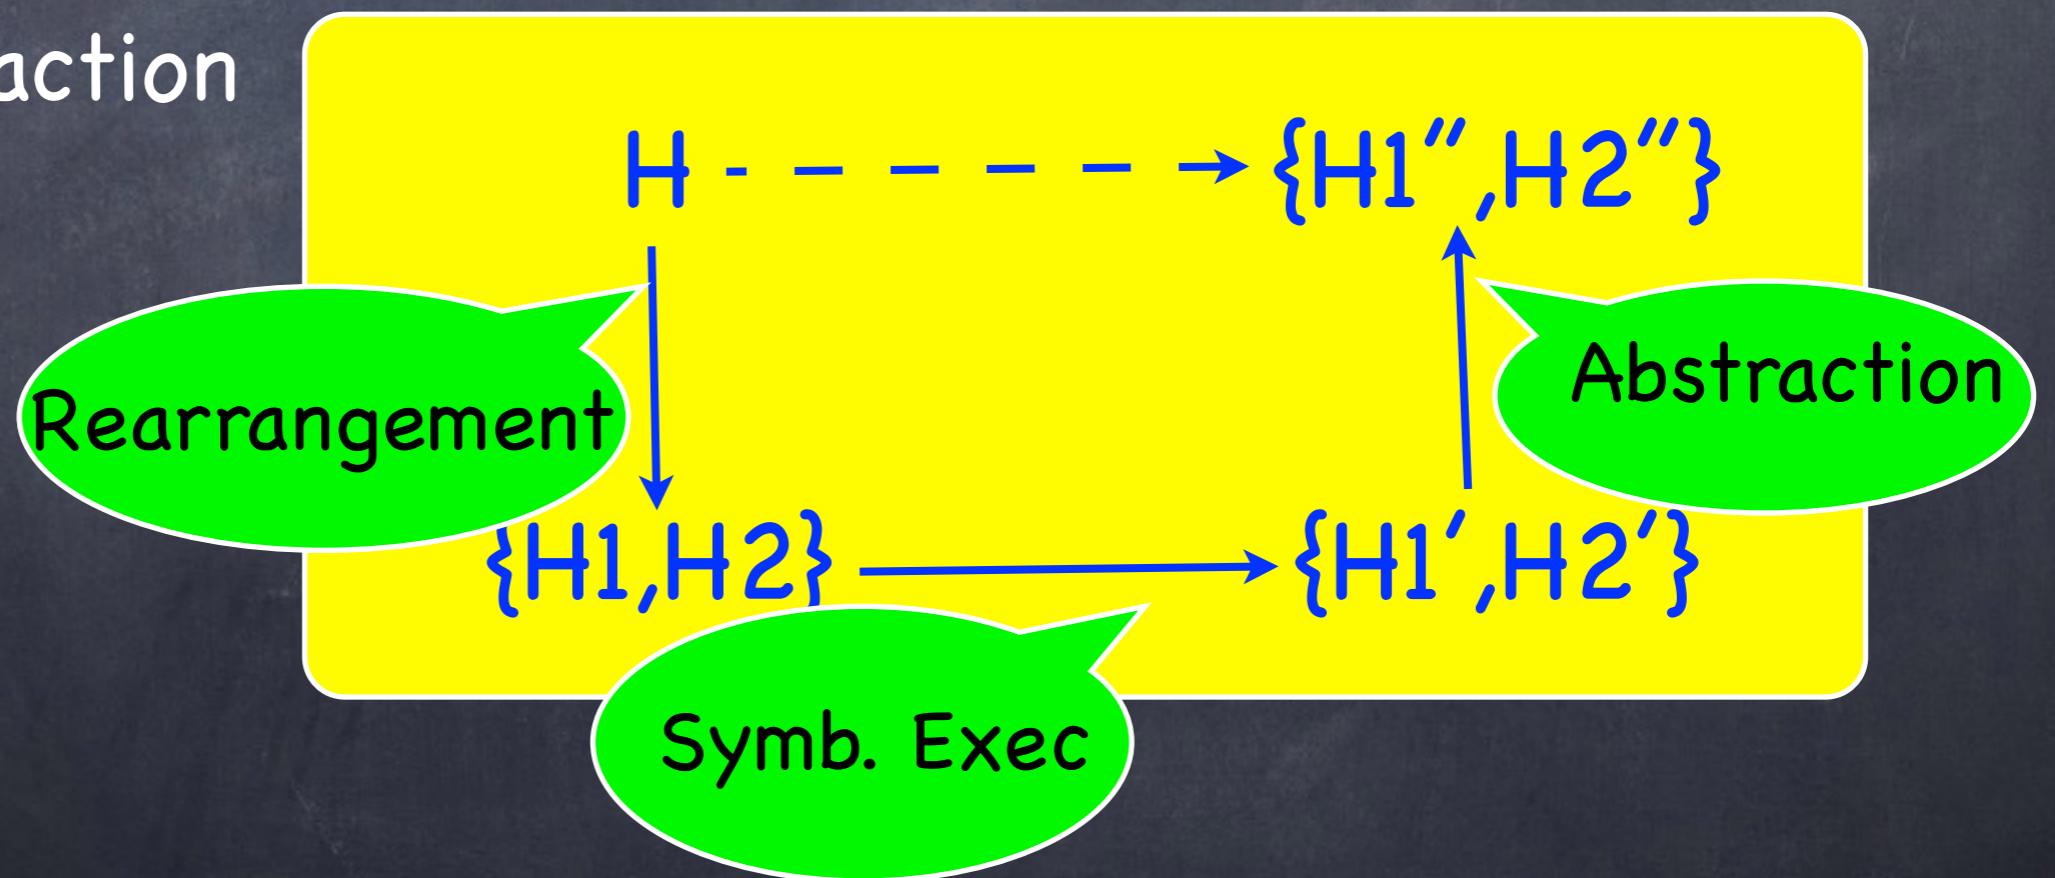 action
H {H1″,H2″}
Rearrangement
Abstraction
{H1,H2} {H1′,H2′}
Symb. Exec